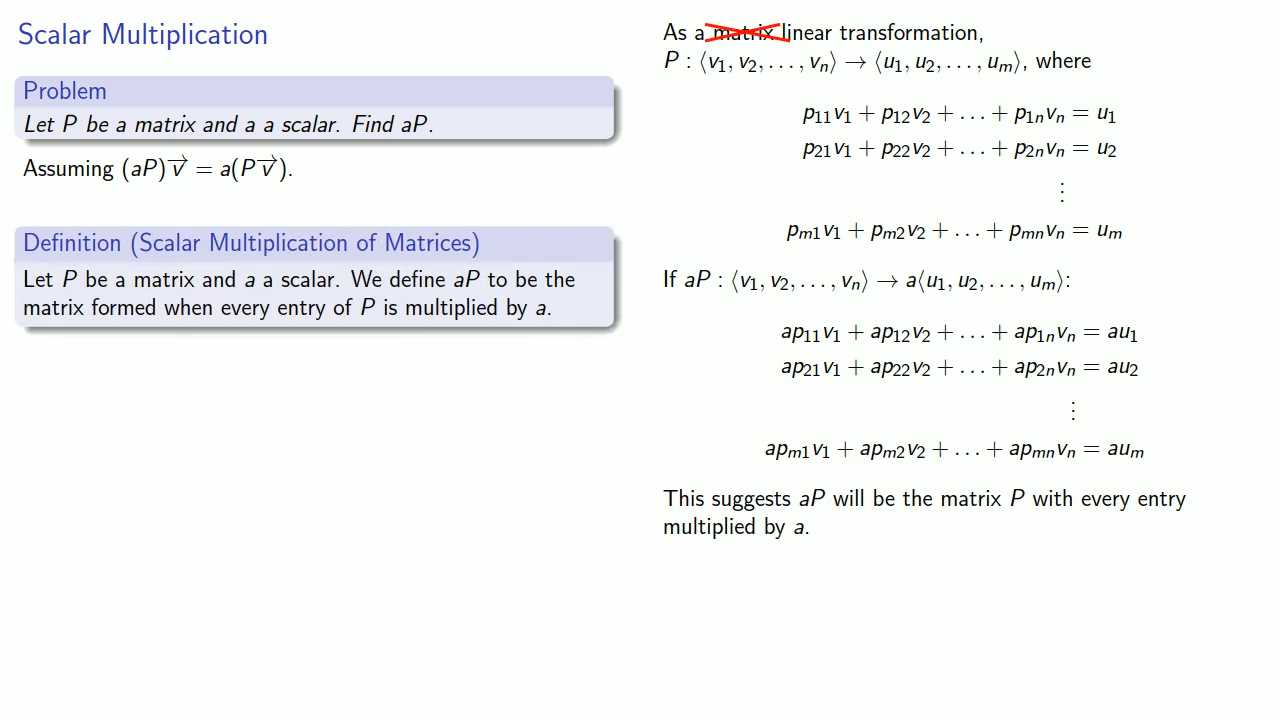 Scalar Multiplication
Problem
Let P be a matrix and a a scalar. Find aP.
Assuming (aP)v⃗ = a(Pv⃗).
Definition (Scalar Multiplication of Matrices)
Let P be a matrix and a a scalar. We define aP to be the
matrix formed when every entry of P is multiplied by a.
As a matrix linear transformation,
P : ⟨v₁, v₂, …, vₙ⟩ → ⟨u₁, u₂, …, uₘ⟩, where
p₁₁v₁ + p₁₂v₂ + … + p₁ₙvₙ = u₁
p₂₁v₁ + p₂₂v₂ + … + p₂ₙvₙ = u₂
⋮
pₘ₁v₁ + pₘ₂v₂ + … + pₘₙvₙ = uₘ
If aP : ⟨v₁, v₂, …, vₙ⟩ → a⟨u₁, u₂, …, uₘ⟩:
ap₁₁v₁ + ap₁₂v₂ + … + ap₁ₙvₙ = au₁
ap₂₁v₁ + ap₂₂v₂ + … + ap₂ₙvₙ = au₂
⋮
apₘ₁v₁ + apₘ₂v₂ + … + apₘₙvₙ = auₘ
This suggests aP will be the matrix P with every entry
multiplied by a.